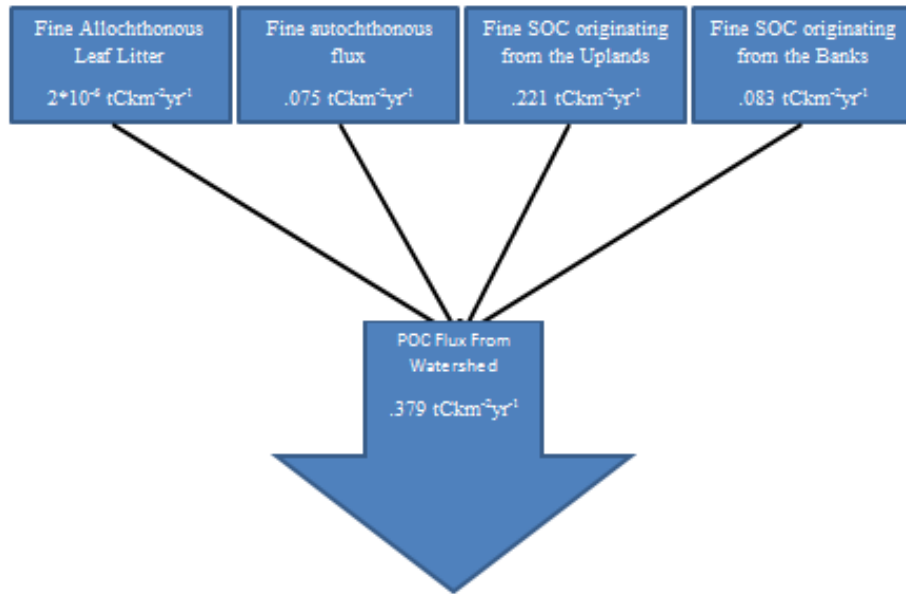 Fine Allochthonous
Leaf Litter
2*10⁻⁶ tCkm⁻²yr⁻¹
Fine autochthonous
flux
.075 tCkm⁻²yr⁻¹
Fine SOC originating
from the Uplands
.221 tCkm⁻²yr⁻¹
Fine SOC originating
from the Banks
.083 tCkm⁻²yr⁻¹
POC Flux From
Watershed
.379 tCkm⁻²yr⁻¹